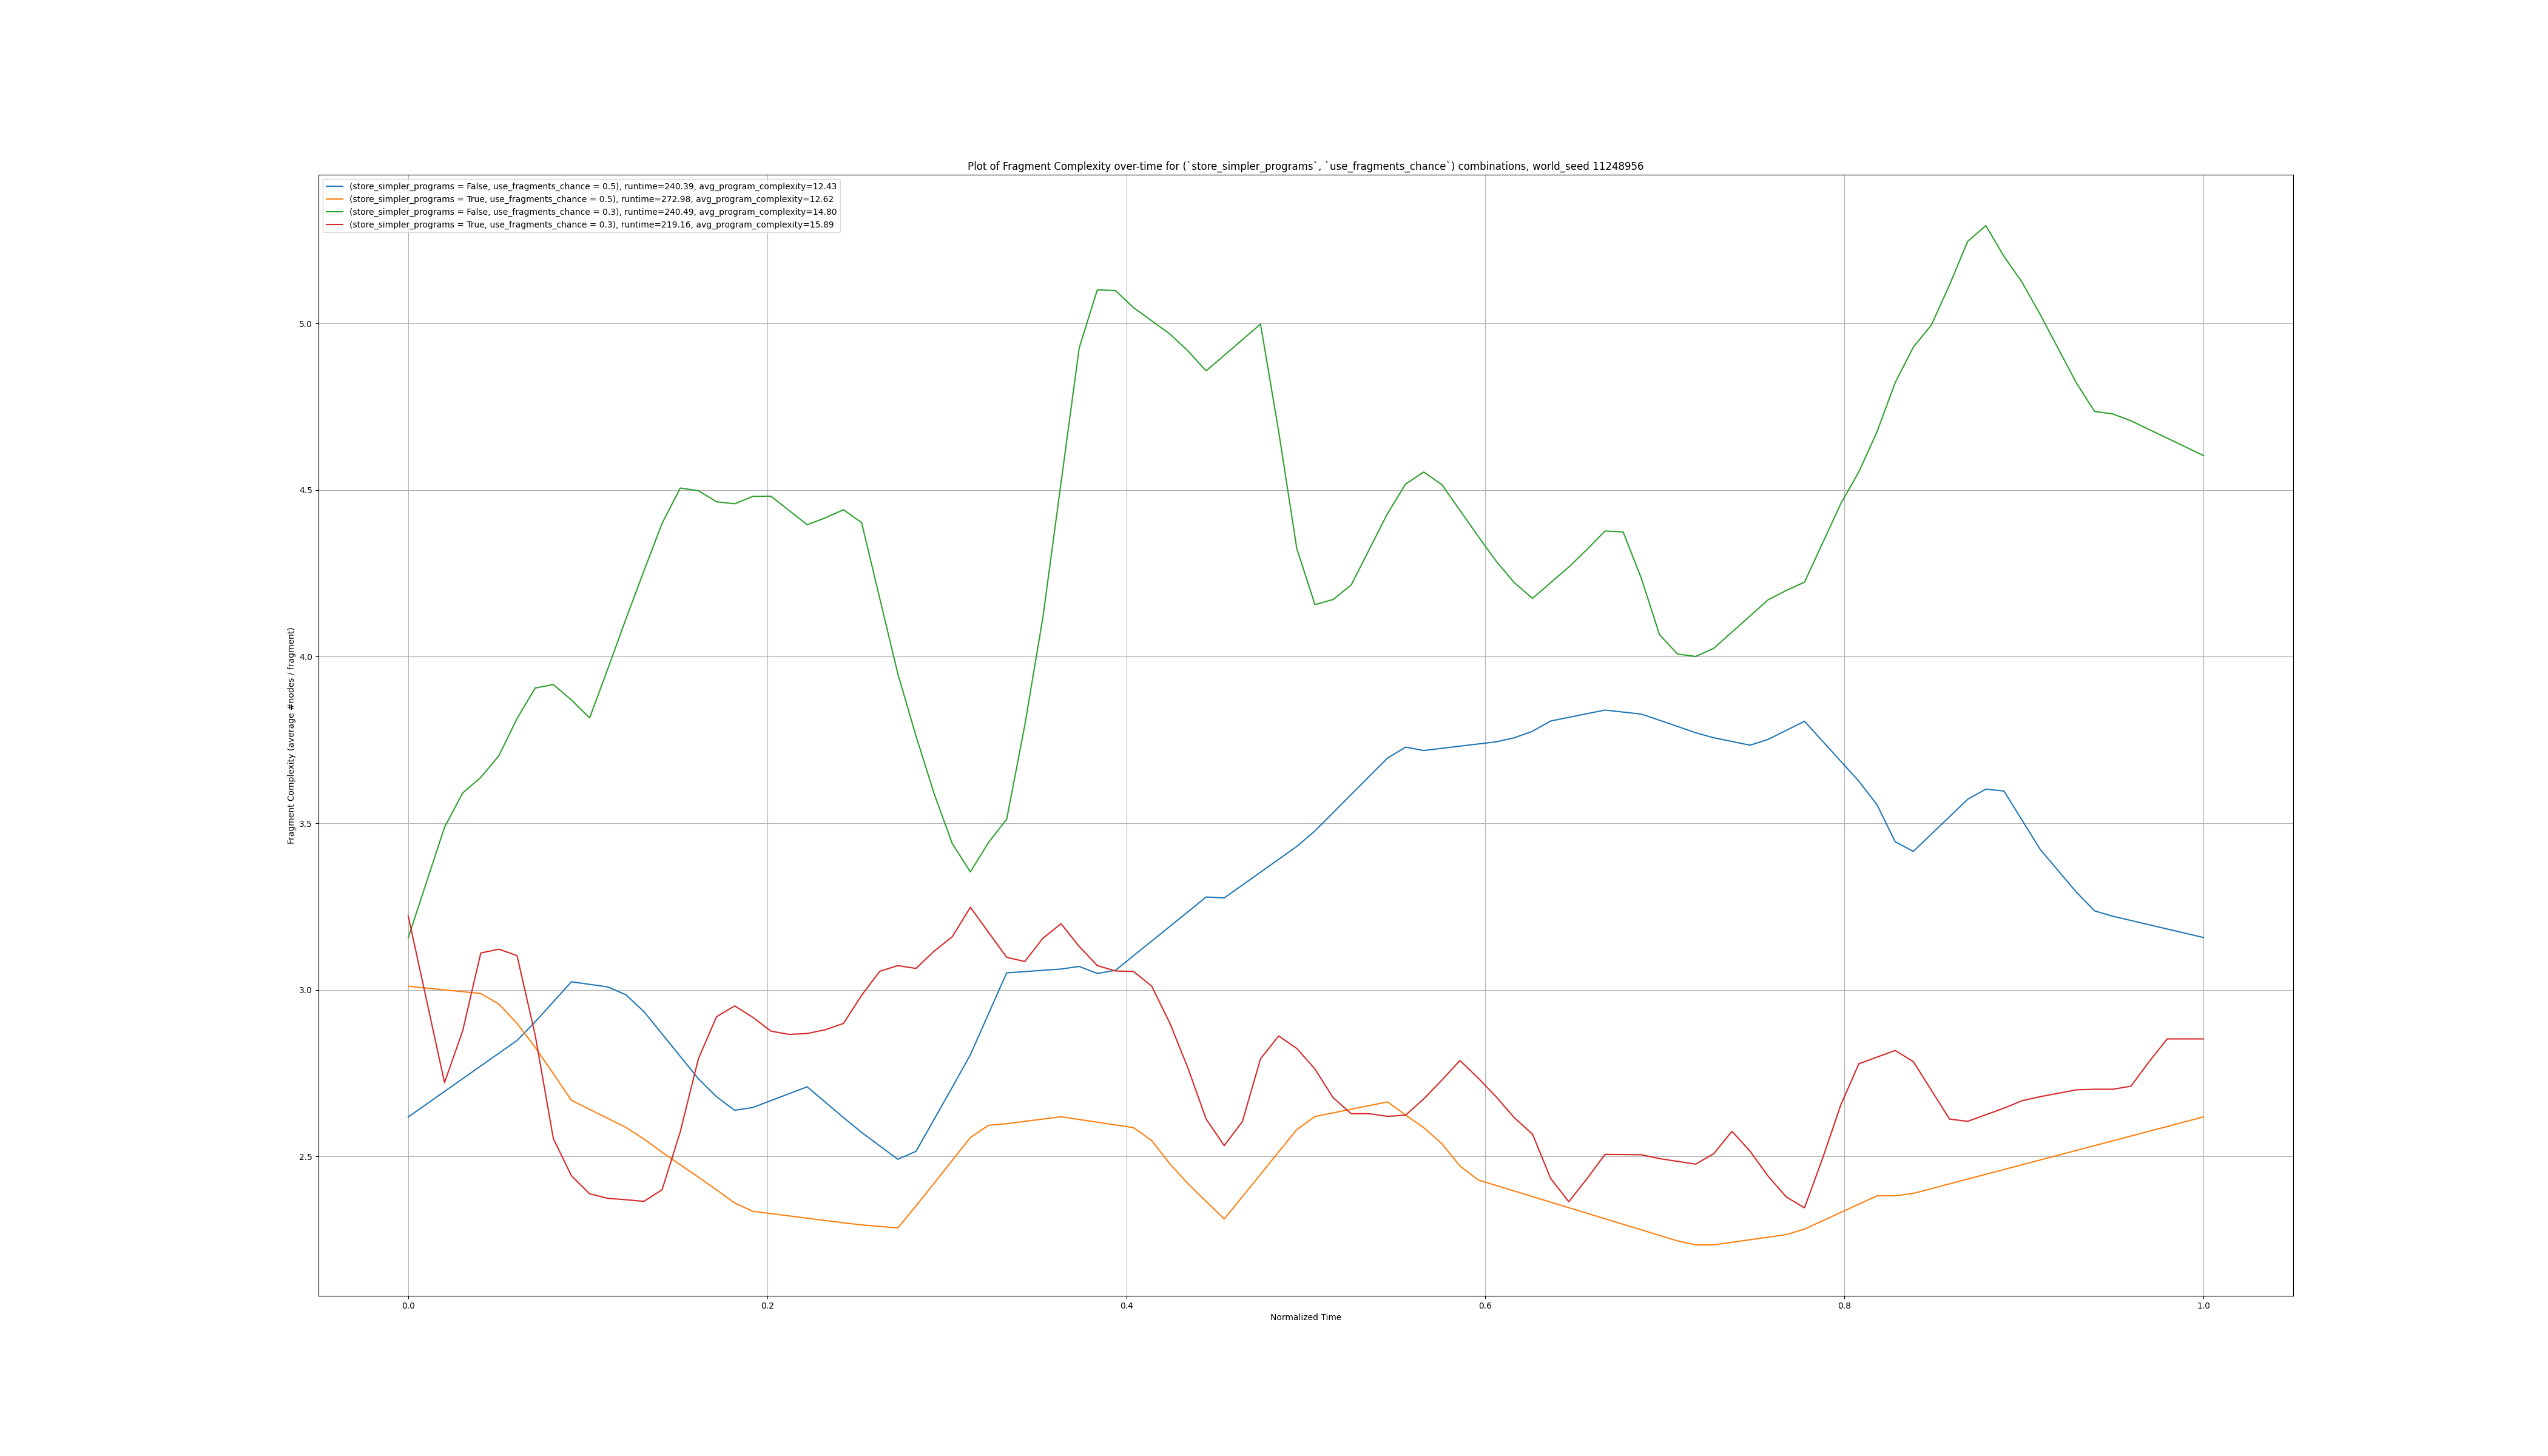 Plot of Fragment Complexity over-time for (`store_simpler_programs`, `use_fragments_chance`) combinations, world_seed 11248956
(store_simpler_programs = False, use_fragments_chance = 0.5), runtime=240.39, avg_program_complexity=12.43
(store_simpler_programs = True, use_fragments_chance = 0.5), runtime=272.98, avg_program_complexity=12.62
(store_simpler_programs = False, use_fragments_chance = 0.3), runtime=240.49, avg_program_complexity=14.80
(store_simpler_programs = True, use_fragments_chance = 0.3), runtime=219.16, avg_program_complexity=15.89
Fragment Complexity (average #nodes / fragment)
5.0
4.5
4.0
3.5
3.0
2.5
0.0 0.2 0.4 0.6 0.8 1.0
Normalized Time